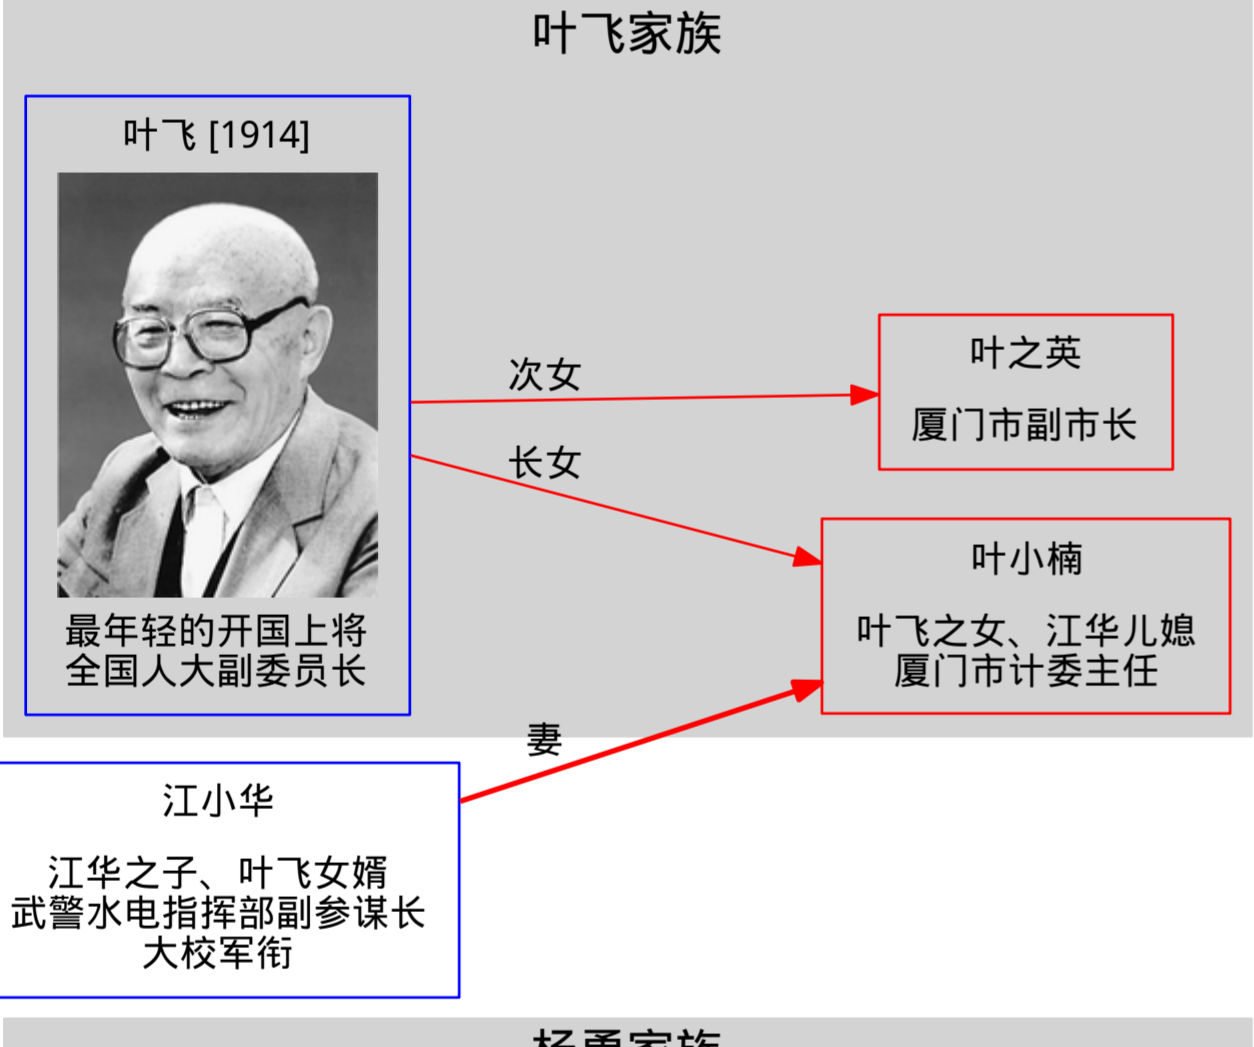 叶飞家族
叶飞 [1914]
最年轻的开国上将
全国人大副委员长
次女
长女
叶之英
厦门市副市长
叶小楠
叶飞之女、江华儿媳
厦门市计委主任
妻
江小华
江华之子、叶飞女婿
武警水电指挥部副参谋长
大校军衔
杨勇家族